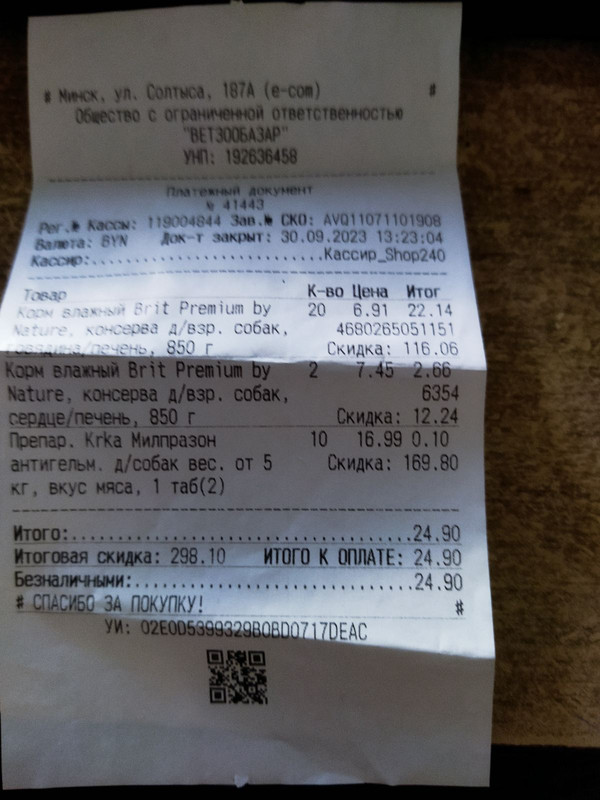 # Минск, ул. Солтыса, 187А (e-com) #
Общество с ограниченной ответственностью
"ВЕТЗООБАЗАР"
УНП: 192636458
Платежный документ
№ 41443
Рег.№ Кассы: 119004844 Зав.№ СКО: AVQ11071101908
Валюта: BYN Док-т закрыт: 30.09.2023 13:23:04
Кассир:............................Кассир_Shop240
Товар К-во Цена Итог
Корм влажный Brit Premium by 20 6.91 22.14
Nature, консерва д/взр. собак, 4680265051151
говядина/печень, 850 г Скидка: 116.06
Корм влажный Brit Premium by 2 7.45 2.66
Nature, консерва д/взр. собак, 6354
сердце/печень, 850 г Скидка: 12.24
Препар. Krka Милпразон 10 16.99 0.10
антигельм. д/собак вес. от 5 Скидка: 169.80
кг, вкус мяса, 1 таб(2)
Итого:.................................24.90
Итоговая скидка: 298.10 ИТОГО К ОПЛАТЕ: 24.90
Безналичными:...........................24.90
# СПАСИБО ЗА ПОКУПКУ! #
УИ: 02E0D5399329B0BD0717DEAC